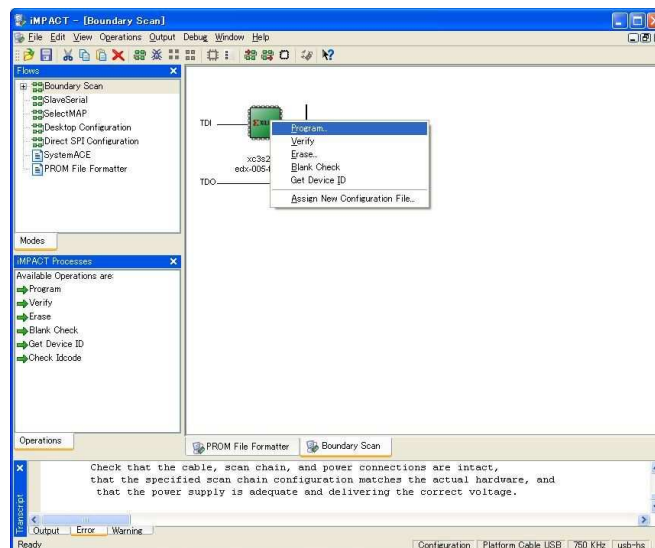 iMPACT - [Boundary Scan]
File Edit View Operations Output Debug Window Help
Flows
Boundary Scan
SlaveSerial
SelectMAP
Desktop Configuration
Direct SPI Configuration
SystemACE
PROM File Formatter
Modes
iMPACT Processes
Available Operations are:
Program
Verify
Erase
Blank Check
Get Device ID
Check Idcode
Operations
TDI
xc3s2
edx-005-
TDO
Program...
Verify
Erase...
Blank Check
Get Device ID
Assign New Configuration File...
PROM File Formatter
Boundary Scan
Check that the cable, scan chain, and power connections are intact,
that the specified scan chain configuration matches the actual hardware, and
that the power supply is adequate and delivering the correct voltage.
Transcript
Output Error Warning
Ready
Configuration Platform Cable USB 750 KHz usb-hs